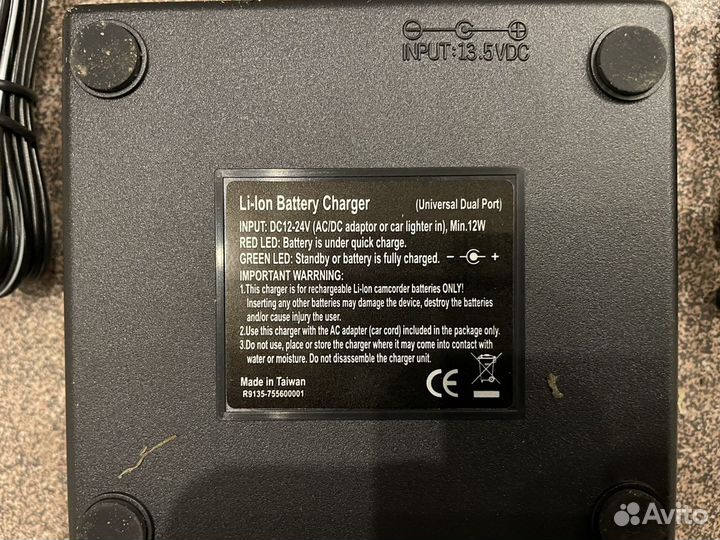 INPUT:13.5VDC
Li-Ion Battery Charger (Universal Dual Port)
INPUT: DC12-24V (AC/DC adaptor or car lighter in), Min.12W
RED LED: Battery is under quick charge.
GREEN LED: Standby or battery is fully charged. - +
IMPORTANT WARRNING:
1.This charger is for rechargeable Li-Ion camcorder batteries ONLY!
Inserting any other batteries may damage the device, destroy the batteries
and/or cause injury the user.
2.Use this charger with the AC adapter (car cord) included in the package only.
3.Do not use, place or store the charger where it may come into contact with
water or moisture. Do not disassemble the charger unit.
Made in Taiwan
R9135-755600001
CE
Avito